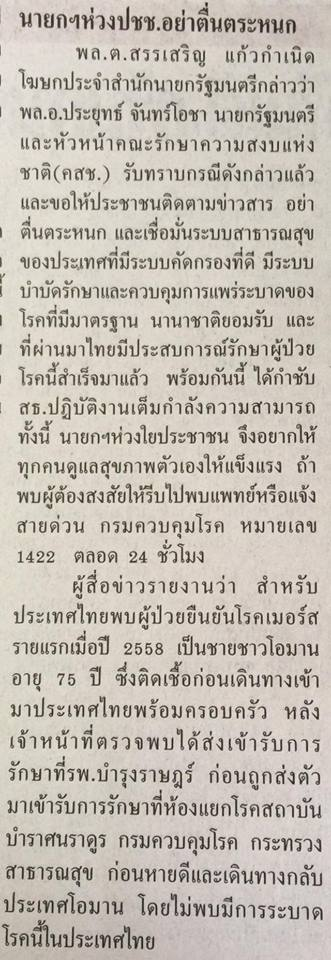 นายกฯห่วงปชช.อย่าตื่นตระหนก
พล.ต.สรรเสริญ แก้วกำเนิด
โฆษกประจำสำนักนายกรัฐมนตรีกล่าวว่า
พล.อ.ประยุทธ์ จันทร์โอชา นายกรัฐมนตรี
และหัวหน้าคณะรักษาความสงบแห่ง
ชาติ(คสช.) รับทราบกรณีดังกล่าวแล้ว
และขอให้ประชาชนติดตามข่าวสาร อย่า
ตื่นตระหนก และเชื่อมั่นระบบสาธารณสุข
ของประเทศที่มีระบบคัดกรองที่ดี มีระบบ
บำบัดรักษาและควบคุมการแพร่ระบาดของ
โรคที่มีมาตรฐาน นานาชาติยอมรับ และ
ที่ผ่านมาไทยมีประสบการณ์รักษาผู้ป่วย
โรคนี้สำเร็จมาแล้ว พร้อมกันนี้ ได้กำชับ
สธ.ปฏิบัติงานเต็มกำลังความสามารถ
ทั้งนี้ นายกฯห่วงใยประชาชน จึงอยากให้
ทุกคนดูแลสุขภาพตัวเองให้แข็งแรง ถ้า
พบผู้ต้องสงสัยให้รีบไปพบแพทย์หรือแจ้ง
สายด่วน กรมควบคุมโรค หมายเลข
1422 ตลอด 24 ชั่วโมง
ผู้สื่อข่าวรายงานว่า สำหรับ
ประเทศไทยพบผู้ป่วยยืนยันโรคเมอร์ส
รายแรกเมื่อปี 2558 เป็นชายชาวโอมาน
อายุ 75 ปี ซึ่งติดเชื้อก่อนเดินทางเข้า
มาประเทศไทยพร้อมครอบครัว หลัง
เจ้าหน้าที่ตรวจพบได้ส่งเข้ารับการ
รักษาที่รพ.บำรุงราษฎร์ ก่อนถูกส่งตัว
มาเข้ารับการรักษาที่ห้องแยกโรคสถาบัน
บำราศนราดูร กรมควบคุมโรค กระทรวง
สาธารณสุข ก่อนหายดีและเดินทางกลับ
ประเทศโอมาน โดยไม่พบมีการระบาด
โรคนี้ในประเทศไทย